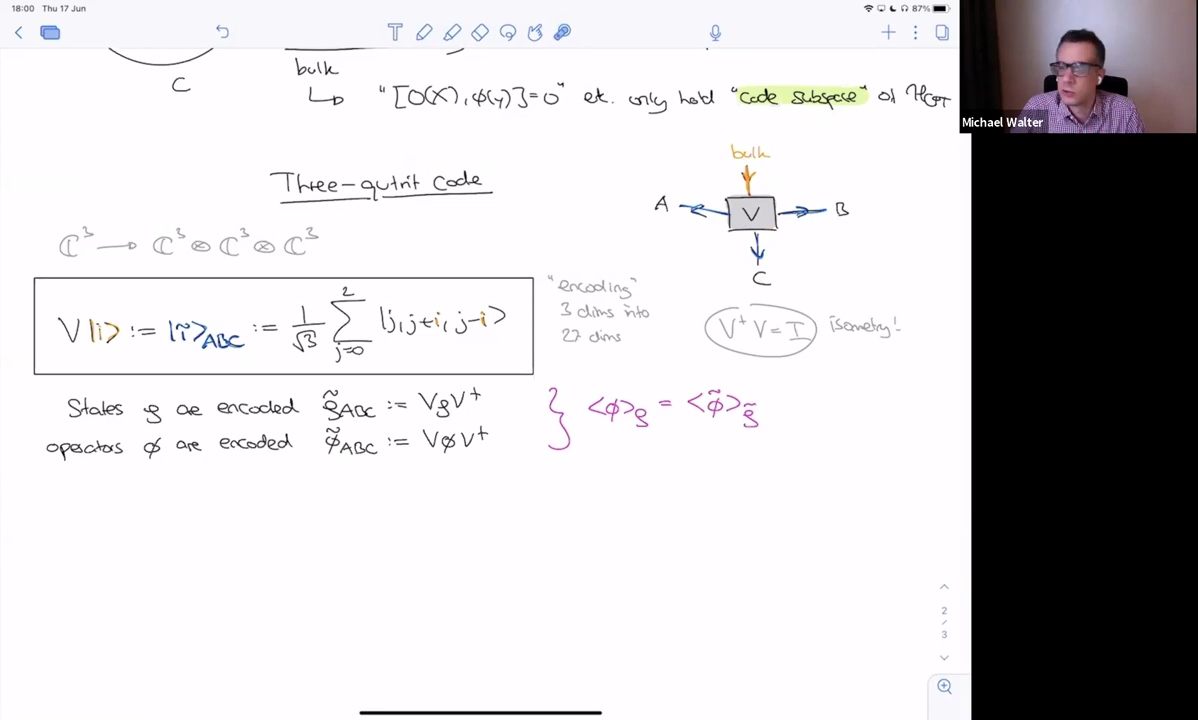 18:00 Thu 17 Jun
87%
C
bulk
"[O(X), φ(y)]=0" etc. only hold "code subspace" of H_CFT
Michael Walter
Three-qutrit code
bulk
A
V
B
C
ℂ³ → ℂ³ ⊗ ℂ³ ⊗ ℂ³
V|i> := |ĩ>_ABC := 1/√3 ∑_{j=0}^{2} |j, j+i, j-i>
"encoding"
3 dims into
27 dims
V†V = I isometry!
States ρ are encoded ρ̃_ABC := VρV†
operators φ are encoded φ̃_ABC := VφV†
} <φ>_ρ = <φ̃>_ρ̃
2
/
3